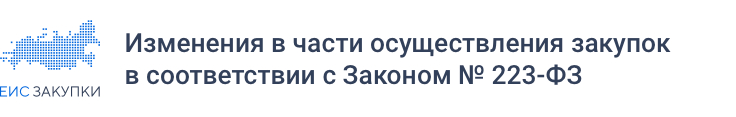 Изменения в части осуществления закупок
в соответствии с Законом № 223-ФЗ
ЕИС ЗАКУПКИ